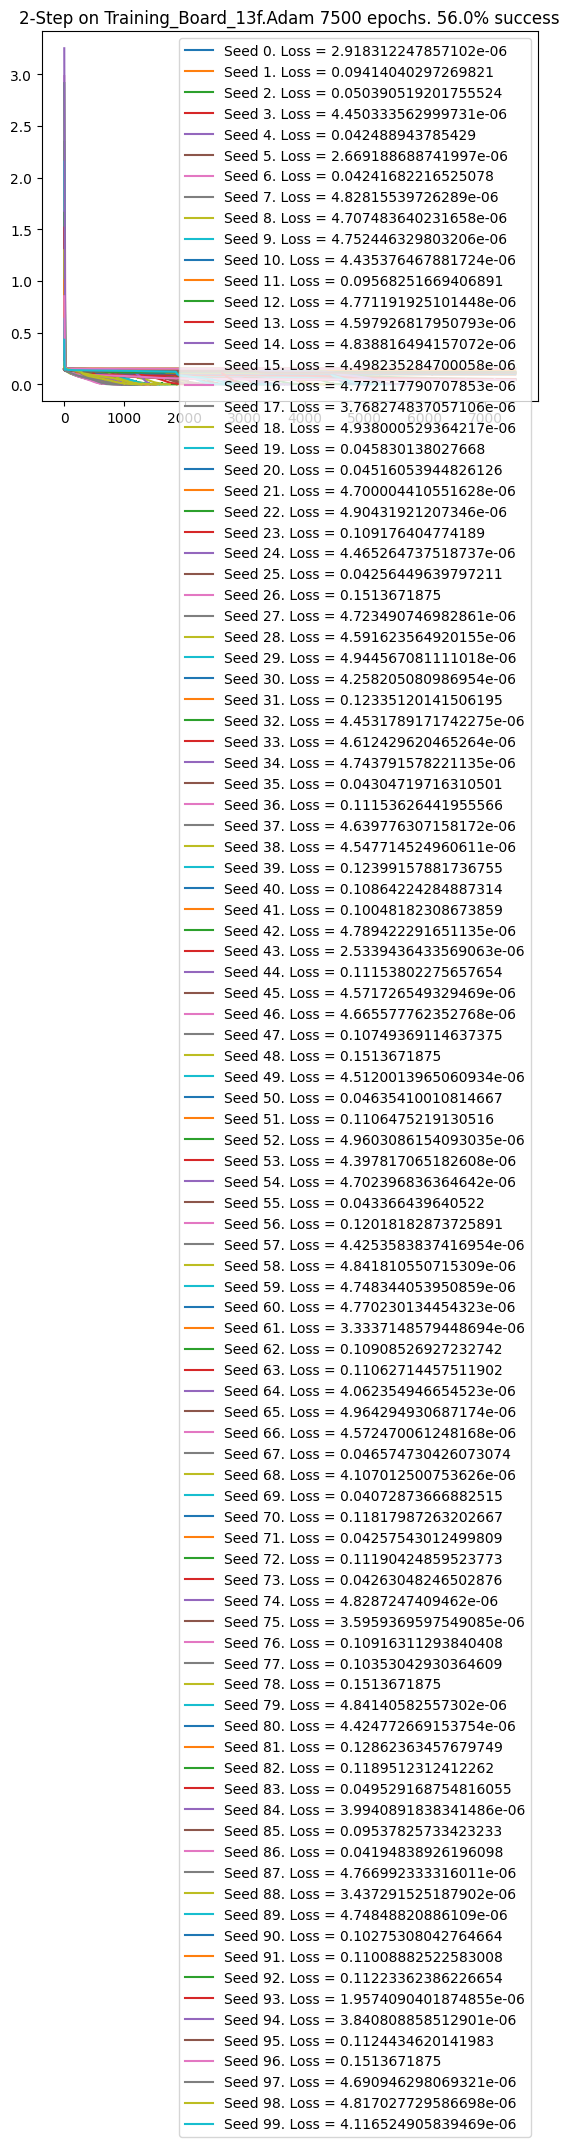 2-Step on Training_Board_13f.Adam 7500 epochs. 56.0% success
3.0
2.5
2.0
1.5
1.0
0.5
0.0
0
1000
2000
3000
4000
5000
6000
7000
Seed 0. Loss = 2.918312247857102e-06
Seed 1. Loss = 0.09414040297269821
Seed 2. Loss = 0.050390519201755524
Seed 3. Loss = 4.450333562999731e-06
Seed 4. Loss = 0.042488943785429
Seed 5. Loss = 2.669188688741997e-06
Seed 6. Loss = 0.04241682216525078
Seed 7. Loss = 4.82815539726289e-06
Seed 8. Loss = 4.707483640231658e-06
Seed 9. Loss = 4.752446329803206e-06
Seed 10. Loss = 4.435376467881724e-06
Seed 11. Loss = 0.09568251669406891
Seed 12. Loss = 4.771191925101448e-06
Seed 13. Loss = 4.597926817950793e-06
Seed 14. Loss = 4.838816494157072e-06
Seed 15. Loss = 4.498235284700058e-06
Seed 16. Loss = 4.772117790707853e-06
Seed 17. Loss = 3.768274837057106e-06
Seed 18. Loss = 4.938000529364217e-06
Seed 19. Loss = 0.045830138027668
Seed 20. Loss = 0.04516053944826126
Seed 21. Loss = 4.700004410551628e-06
Seed 22. Loss = 4.90431921207346e-06
Seed 23. Loss = 0.109176404774189
Seed 24. Loss = 4.465264737518737e-06
Seed 25. Loss = 0.04256449639797211
Seed 26. Loss = 0.1513671875
Seed 27. Loss = 4.723490746982861e-06
Seed 28. Loss = 4.591623564920155e-06
Seed 29. Loss = 4.944567081111018e-06
Seed 30. Loss = 4.258205080986954e-06
Seed 31. Loss = 0.12335120141506195
Seed 32. Loss = 4.4531789171742275e-06
Seed 33. Loss = 4.612429620465264e-06
Seed 34. Loss = 4.743791578221135e-06
Seed 35. Loss = 0.04304719716310501
Seed 36. Loss = 0.11153626441955566
Seed 37. Loss = 4.639776307158172e-06
Seed 38. Loss = 4.547714524960611e-06
Seed 39. Loss = 0.12399157881736755
Seed 40. Loss = 0.10864224284887314
Seed 41. Loss = 0.10048182308673859
Seed 42. Loss = 4.789422291651135e-06
Seed 43. Loss = 2.5339436433569063e-06
Seed 44. Loss = 0.11153802275657654
Seed 45. Loss = 4.571726549329469e-06
Seed 46. Loss = 4.665577762352768e-06
Seed 47. Loss = 0.10749369114637375
Seed 48. Loss = 0.1513671875
Seed 49. Loss = 4.5120013965060934e-06
Seed 50. Loss = 0.04635410010814667
Seed 51. Loss = 0.1106475219130516
Seed 52. Loss = 4.9603086154093035e-06
Seed 53. Loss = 4.397817065182608e-06
Seed 54. Loss = 4.702396836364642e-06
Seed 55. Loss = 0.043366439640522
Seed 56. Loss = 0.12018182873725891
Seed 57. Loss = 4.4253583837416954e-06
Seed 58. Loss = 4.841810550715309e-06
Seed 59. Loss = 4.748344053950859e-06
Seed 60. Loss = 4.770230134454323e-06
Seed 61. Loss = 3.3337148579448694e-06
Seed 62. Loss = 0.10908526927232742
Seed 63. Loss = 0.11062714457511902
Seed 64. Loss = 4.062354946654523e-06
Seed 65. Loss = 4.964294930687174e-06
Seed 66. Loss = 4.572470061248168e-06
Seed 67. Loss = 0.046574730426073074
Seed 68. Loss = 4.107012500753626e-06
Seed 69. Loss = 0.04072873666882515
Seed 70. Loss = 0.11817987263202667
Seed 71. Loss = 0.04257543012499809
Seed 72. Loss = 0.11190424859523773
Seed 73. Loss = 0.04263048246502876
Seed 74. Loss = 4.8287247409462e-06
Seed 75. Loss = 3.5959369597549085e-06
Seed 76. Loss = 0.10916311293840408
Seed 77. Loss = 0.10353042930364609
Seed 78. Loss = 0.1513671875
Seed 79. Loss = 4.84140582557302e-06
Seed 80. Loss = 4.424772669153754e-06
Seed 81. Loss = 0.12862363457679749
Seed 82. Loss = 0.1189512312412262
Seed 83. Loss = 0.049529168754816055
Seed 84. Loss = 3.9940891838341486e-06
Seed 85. Loss = 0.09537825733423233
Seed 86. Loss = 0.04194838926196098
Seed 87. Loss = 4.766992333316011e-06
Seed 88. Loss = 3.437291525187902e-06
Seed 89. Loss = 4.74848820886109e-06
Seed 90. Loss = 0.10275308042764664
Seed 91. Loss = 0.11008882522583008
Seed 92. Loss = 0.11223362386226654
Seed 93. Loss = 1.9574090401874855e-06
Seed 94. Loss = 3.840808858512901e-06
Seed 95. Loss = 0.1124434620141983
Seed 96. Loss = 0.1513671875
Seed 97. Loss = 4.690946298069321e-06
Seed 98. Loss = 4.817027729586698e-06
Seed 99. Loss = 4.116524905839469e-06